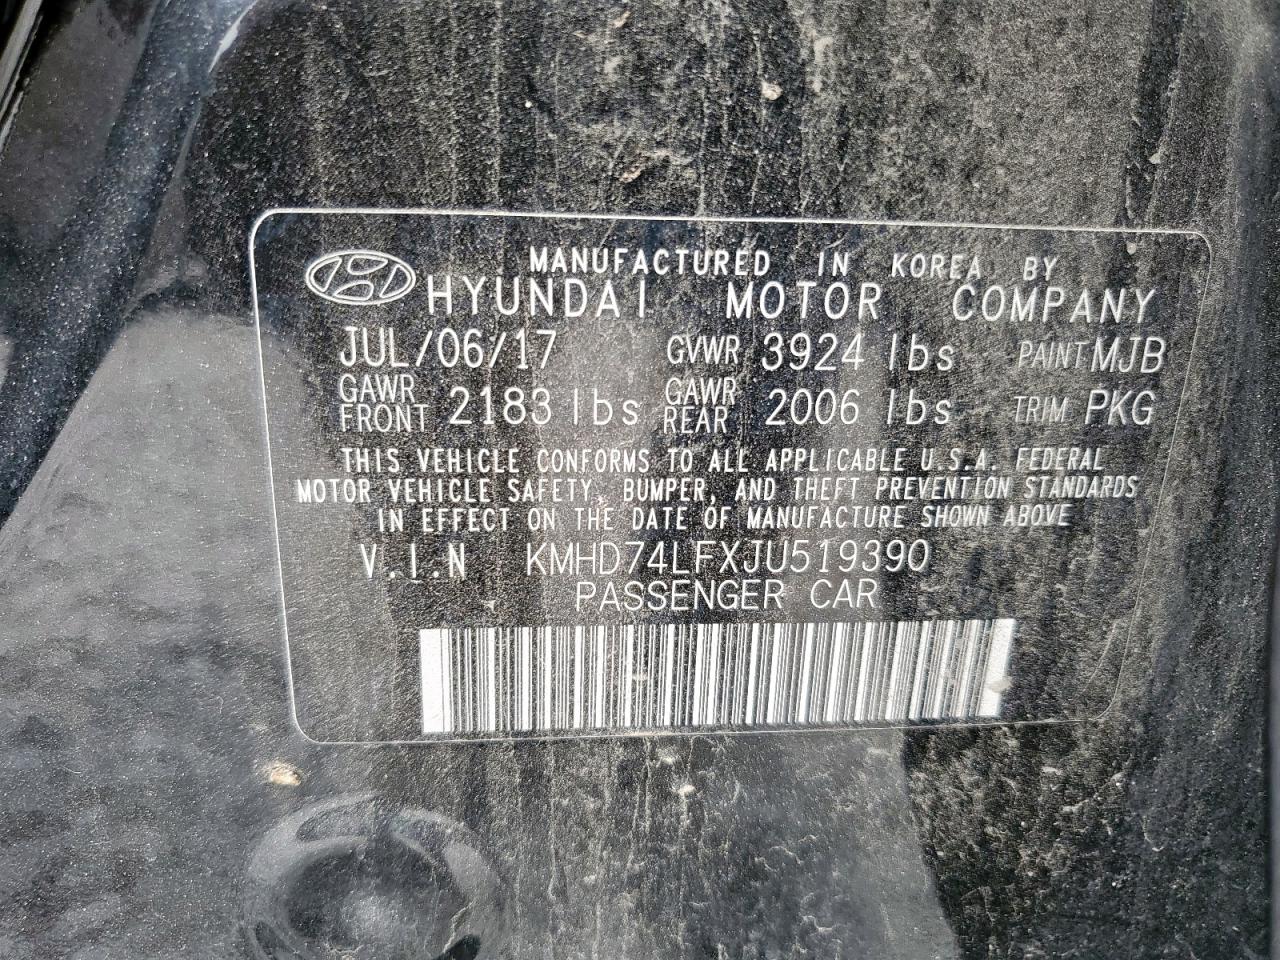 MANUFACTURED IN KOREA BY
HYUNDAI MOTOR COMPANY
JUL/06/17 GVWR 3924 lbs PAINT MJB
GAWR FRONT 2183 lbs GAWR REAR 2006 lbs TRIM PKG
THIS VEHICLE CONFORMS TO ALL APPLICABLE U.S.A. FEDERAL
MOTOR VEHICLE SAFETY, BUMPER, AND THEFT PREVENTION STANDARDS
IN EFFECT ON THE DATE OF MANUFACTURE SHOWN ABOVE
V.I.N KMHD74LFXJU519390
PASSENGER CAR